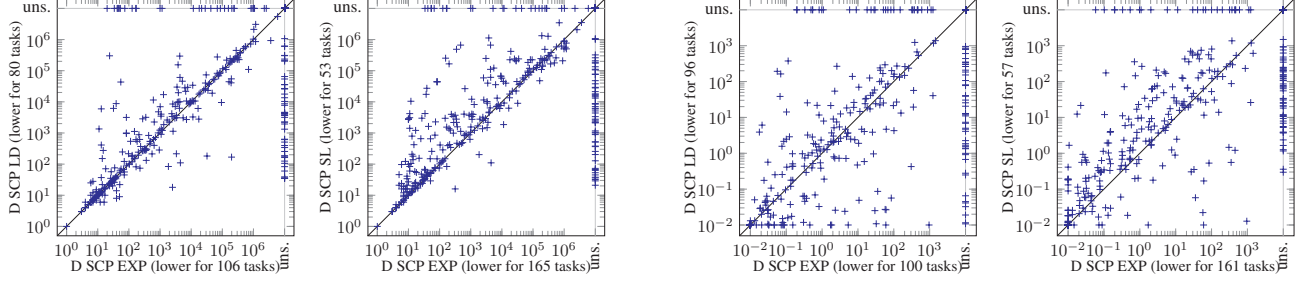 uns.
10^6
10^5
10^4
10^3
10^2
10^1
10^0
D SCP LD (lower for 80 tasks)
10^0 10^1 10^2 10^3 10^4 10^5 10^6 uns.
D SCP EXP (lower for 106 tasks)
uns.
10^6
10^5
10^4
10^3
10^2
10^1
10^0
D SCP SL (lower for 53 tasks)
10^0 10^1 10^2 10^3 10^4 10^5 10^6 uns.
D SCP EXP (lower for 165 tasks)
uns.
10^3
10^2
10^1
10^0
10^−1
10^−2
D SCP LD (lower for 96 tasks)
10^−2 10^−1 10^0 10^1 10^2 10^3 uns.
D SCP EXP (lower for 100 tasks)
uns.
10^3
10^2
10^1
10^0
10^−1
10^−2
D SCP SL (lower for 57 tasks)
10^−2 10^−1 10^0 10^1 10^2 10^3 uns.
D SCP EXP (lower for 161 tasks)